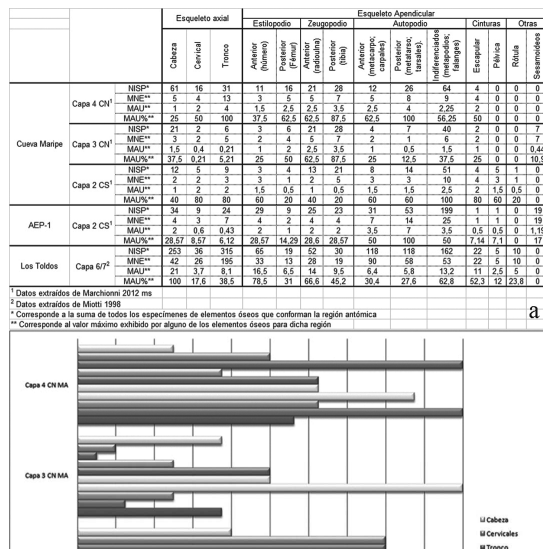 Esqueleto axial Esqueleto Apendicular
Estilopodio Zeugopodio Autopodio Cinturas Otras
Cabeza Cervical Tronco Anterior (húmero) Posterior (Fémur) Anterior (radioulna) Posterior (tibia) Anterior (metacarpo; carpales) Posterior (metatarso; tarsales). Indiferenciados (metapodios; falanges) Escapular Pélvica Rótula Sesamoideos
Cueva Maripe Capa 4 CN¹ NISP* 61 16 31 11 16 21 28 12 26 64 4 0 0 0
MNE** 5 4 13 3 5 5 7 5 8 9 4 0 0 0
MAU** 1 2 4 1,5 2,5 2,5 3,5 2,5 4 2,25 2 0 0 0
MAU%** 25 50 100 37,5 62,5 62,5 87,5 62,5 100 56,25 50 0 0 0
Capa 3 CN¹ NISP* 21 2 6 3 6 21 28 4 7 40 0 0 0 7
MNE** 3 2 5 2 4 5 7 2 1 6 2 0 0 7
MAU** 1,5 0,4 0,21 1 2 2,5 3,5 1 0,5 1,5 1 0 0 0,44
MAU%** 37,5 0,21 5,21 25 50 62,5 87,5 25 12,5 37,5 25 0 0 10,9
Capa 2 CS¹ NISP* 12 5 9 3 4 13 21 8 14 51 4 5 1 0
MNE** 2 2 3 3 1 2 5 3 3 10 4 3 1 0
MAU** 1 2 2 1,5 0,5 1 0,5 1,5 1,5 2,5 2 1,5 0,5 0
MAU%** 40 80 80 60 20 40 20 60 60 100 80 60 20 0
AEP-1 Capa 2 CS¹ NISP* 34 9 24 29 9 25 23 31 53 199 1 1 0 19
MNE** 4 3 7 4 2 2 4 7 14 25 1 1 0 19
MAU** 2 0,6 0,43 2 1 2 2 3,5 7 3,5 0,5 0,5 0 1,19
MAU%** 28,57 8,57 6,12 28,57 14,29 28,6 28,57 50 100 50 7,14 7,1 0 17
Los Toldos Capa 6/7² NISP* 253 36 315 65 19 52 30 118 118 162 22 5 10 0
MNE** 42 26 195 33 13 28 19 90 58 53 22 5 10 0
MAU** 21 3,7 8,1 16,5 6,5 14 9,5 6,4 5,8 13,2 11 2,5 5 0
MAU%** 100 17,6 38,5 78,5 31 66,6 45,2 30,4 27,6 62,8 52,3 12 23,8 0
¹ Datos extraídos de Marchionni 2012 ms
² Datos extraídos de Miotti 1998
* Corresponde a la suma de todos los especímenes de elementos óseos que conforman la región antómica
** Corresponde al valor máximo exhibido por alguno de los elementos óseos para dicha región
a
Capa 4 CN MA
Capa 3 CN MA
Cabeza
Cervicales
Tronco